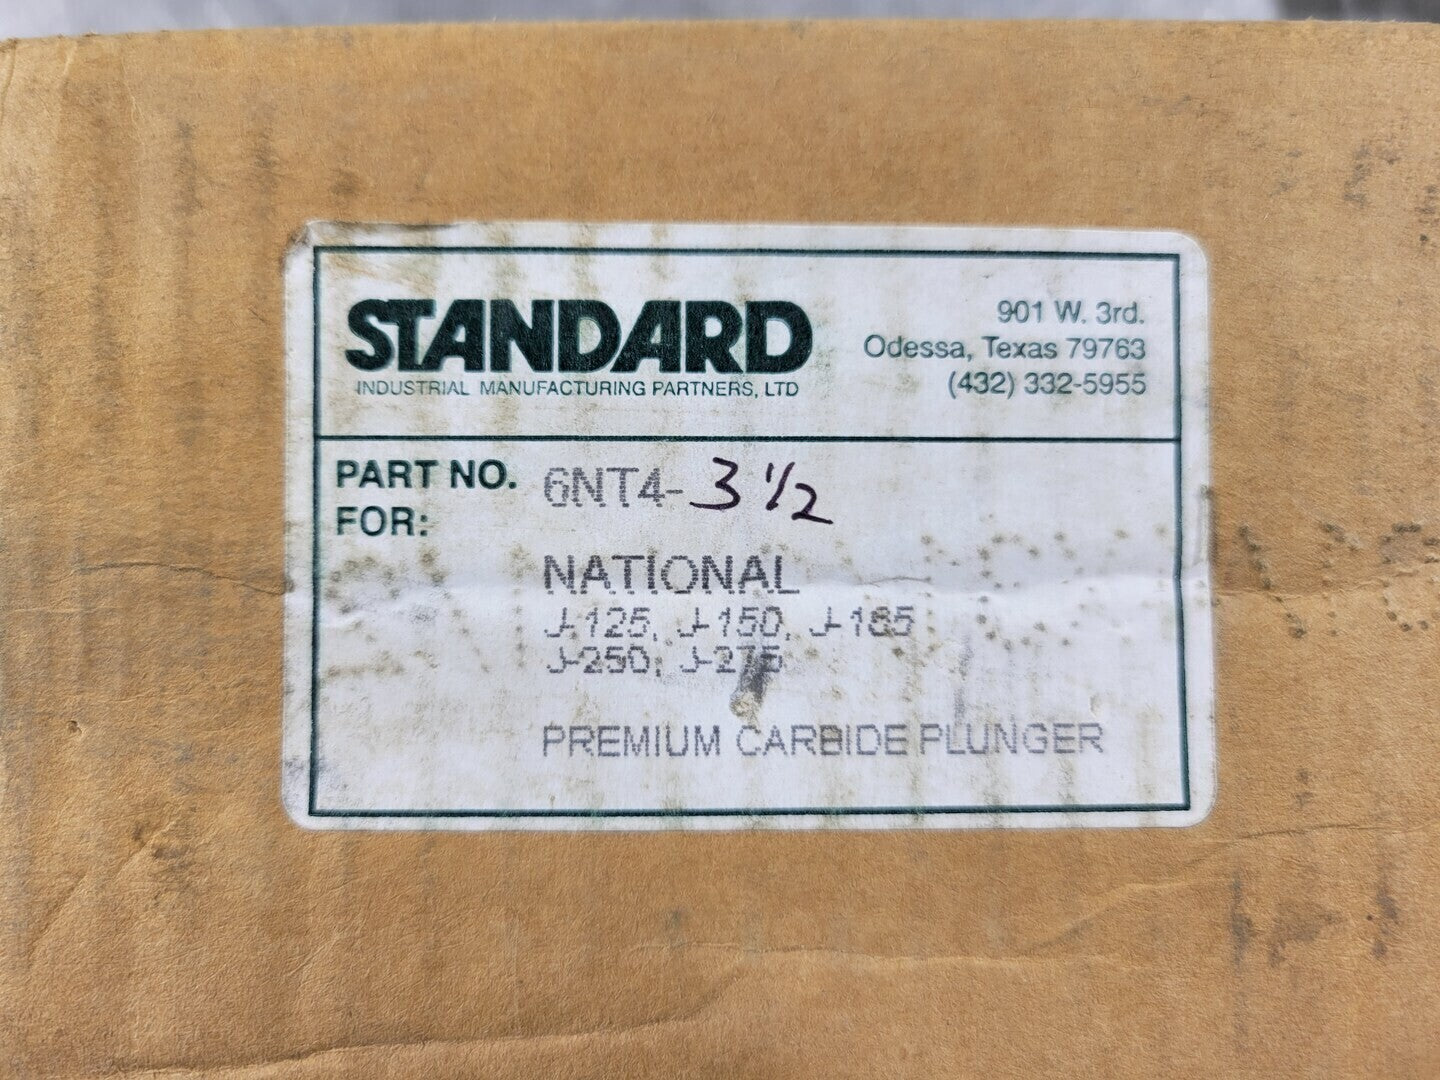 STANDARD
INDUSTRIAL MANUFACTURING PARTNERS, LTD
901 W. 3rd.
Odessa, Texas 79763
(432) 332-5955
PART NO. 6NT4-3 1/2
FOR:
NATIONAL
J-125, J-150, J-165
J-250, J-275
PREMIUM CARBIDE PLUNGER